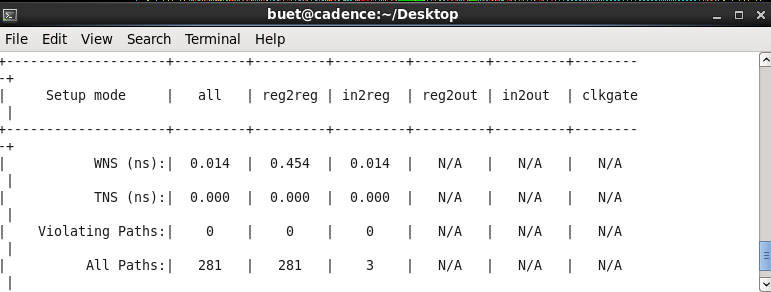 buet@cadence:~/Desktop
File Edit View Search Terminal Help
+--------------------+---------+---------+---------+---------+---------+--------
-+
|     Setup mode     |   all   | reg2reg | in2reg  | reg2out | in2out  | clkgate
 |
+--------------------+---------+---------+---------+---------+---------+--------
-+
|           WNS (ns):|  0.014  |  0.454  |  0.014  |   N/A   |   N/A   |   N/A
 |
|           TNS (ns):|  0.000  |  0.000  |  0.000  |   N/A   |   N/A   |   N/A
 |
|    Violating Paths:|    0    |    0    |    0    |   N/A   |   N/A   |   N/A
 |
|          All Paths:|   281   |   281   |    3    |   N/A   |   N/A   |   N/A
 |